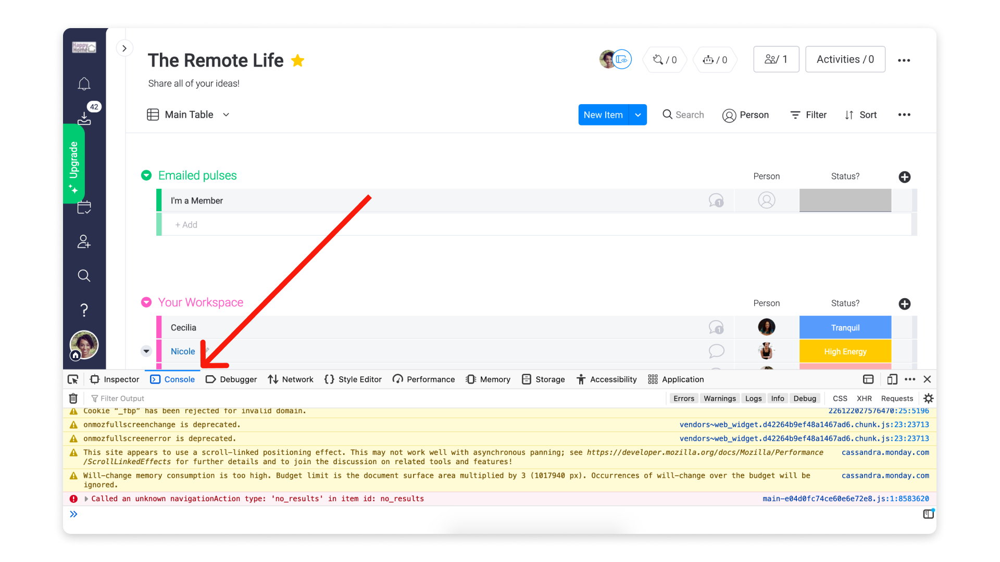 Happy
Home
The Remote Life
/ 0
/ 0
/ 1
Activities / 0
Share all of your ideas!
42
Main Table
New Item
Search
Person
Filter
Sort
Upgrade
Emailed pulses
Person
Status?
I'm a Member
1
+ Add
Your Workspace
Person
Status?
Cecilia
1
Tranquil
Nicole
High Energy
Inspector
Console
Debugger
Network
Style Editor
Performance
Memory
Storage
Accessibility
Application
Filter Output
Errors
Warnings
Logs
Info
Debug
CSS
XHR
Requests
Cookie “_fbp” has been rejected for invalid domain.
226122027576470:25:5196
onmozfullscreenchange is deprecated.
vendors~web_widget.d42264b9ef48a1467ad6.chunk.js:23:23713
onmozfullscreenerror is deprecated.
vendors~web_widget.d42264b9ef48a1467ad6.chunk.js:23:23713
This site appears to use a scroll-linked positioning effect. This may not work well with asynchronous panning; see https://developer.mozilla.org/docs/Mozilla/Performance
cassandra.monday.com
/ScrollLinkedEffects for further details and to join the discussion on related tools and features!
Will-change memory consumption is too high. Budget limit is the document surface area multiplied by 3 (1017940 px). Occurrences of will-change over the budget will be
cassandra.monday.com
ignored.
Called an unknown navigationAction type: 'no_results' in item id: no_results
main-e04d0fc74ce60e6e72e8.js:1:8583620